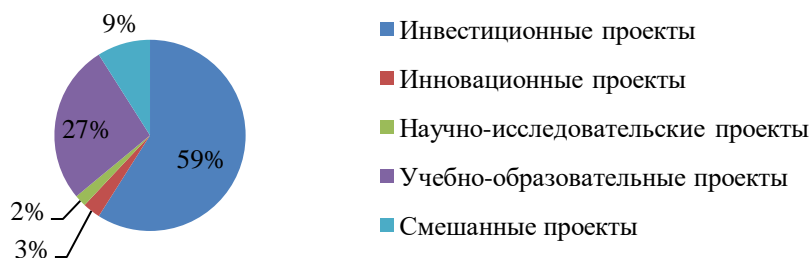 9%
27%
59%
2%
3%
Инвестиционные проекты
Инновационные проекты
Научно-исследовательские проекты
Учебно-образовательные проекты
Смешанные проекты